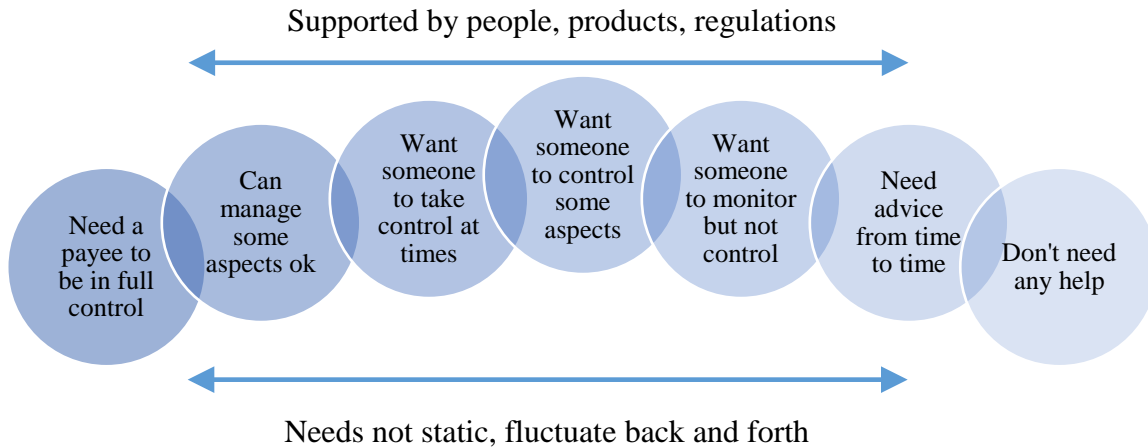 Supported by people, products, regulations
Need a
payee to
be in full
control
Can
manage
some
aspects ok
Want
someone
to take
control at
times
Want
someone
to control
some
aspects
Want
someone
to monitor
but not
control
Need
advice
from time
to time
Don't need
any help
Needs not static, fluctuate back and forth